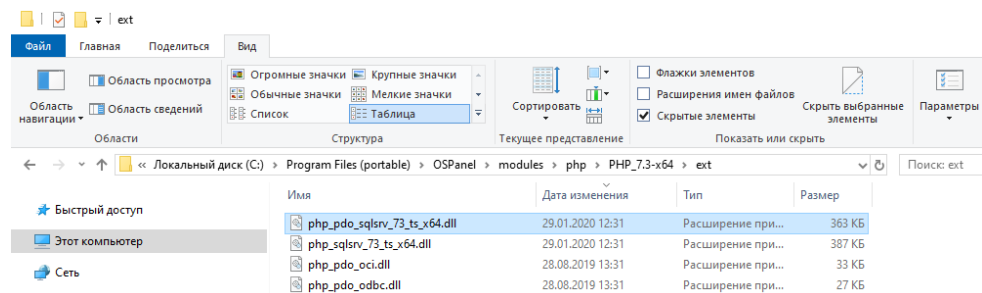 ext
Файл Главная Поделиться Вид
Область навигации
Область просмотра
Область сведений
Области
Огромные значки Крупные значки
Обычные значки Мелкие значки
Список Таблица
Структура
Сортировать
Текущее представление
Флажки элементов
Расширения имен файлов
Скрытые элементы
Скрыть выбранные элементы
Показать или скрыть
Параметры
« Локальный диск (C:) > Program Files (portable) > OSPanel > modules > php > PHP_7.3-x64 > ext
Поиск: ext
Быстрый доступ
Этот компьютер
Сеть
Имя Дата изменения Тип Размер
php_pdo_sqlsrv_73_ts_x64.dll 29.01.2020 12:31 Расширение при... 363 КБ
php_sqlsrv_73_ts_x64.dll 29.01.2020 12:31 Расширение при... 387 КБ
php_pdo_oci.dll 28.08.2019 13:31 Расширение при... 33 КБ
php_pdo_odbc.dll 28.08.2019 13:31 Расширение при... 27 КБ